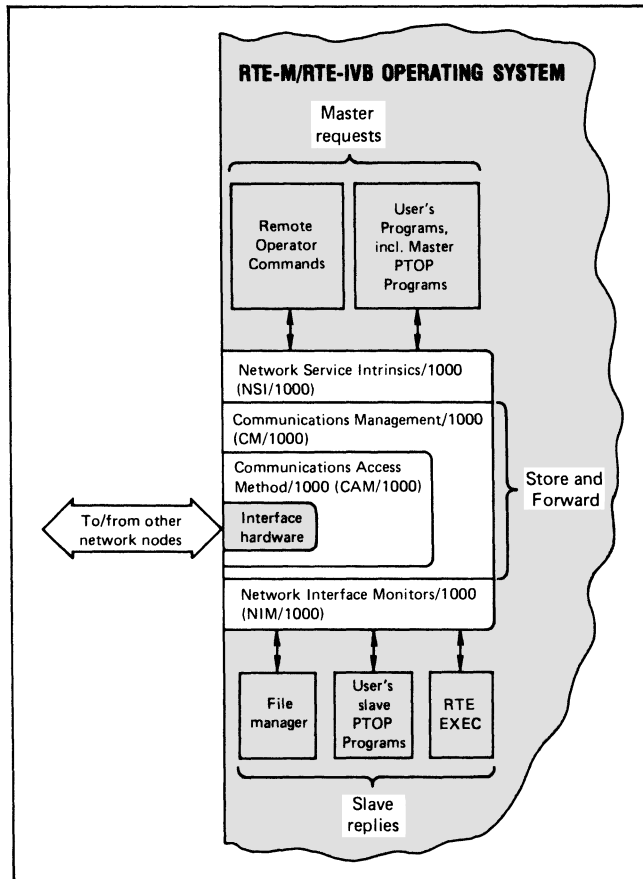 RTE-M/RTE-IVB OPERATING SYSTEM
Master
requests
Remote
Operator
Commands
User's
Programs,
incl. Master
PTOP
Programs
Network Service Intrinsics/1000
(NSI/1000)
Communications Management/1000
(CM/1000)
Communications Access
Method/1000 (CAM/1000)
Store and
Forward
To/from other
network nodes
Interface
hardware
Network Interface Monitors/1000
(NIM/1000)
File
manager
User's
slave
PTOP
Programs
RTE
EXEC
Slave
replies